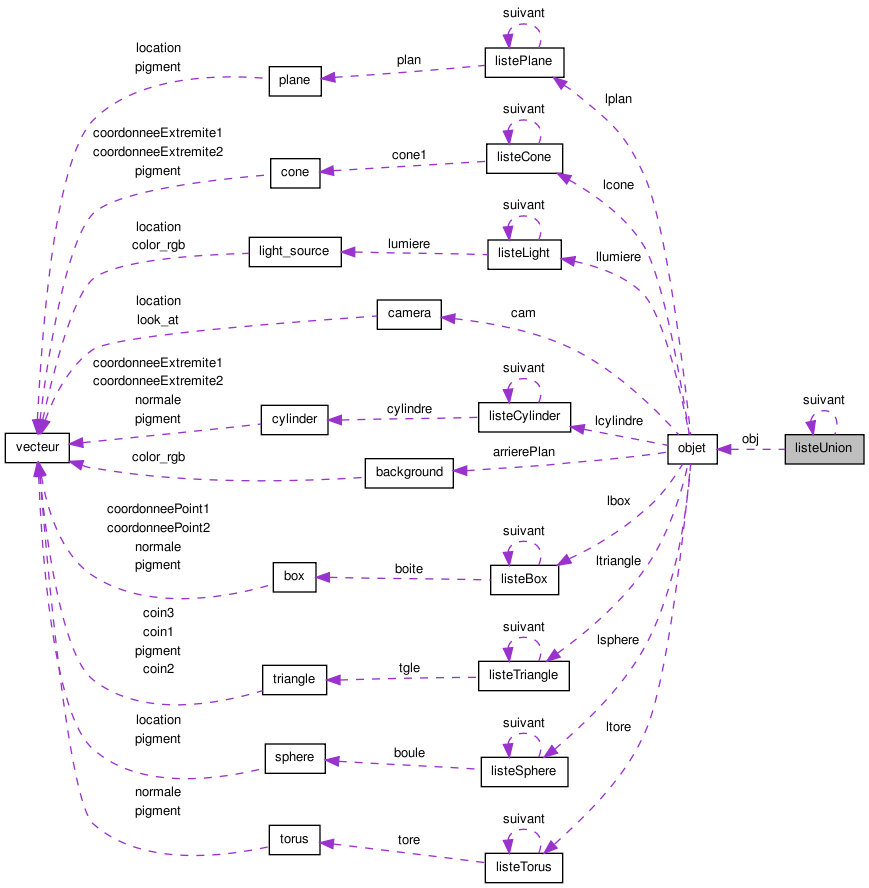 suivant
location
pigment
plan
listePlane
plane
lplan
suivant
coordonneeExtremite1
coordonneeExtremite2
pigment
cone1
listeCone
cone
lcone
suivant
location
color_rgb
lumiere
listeLight
light_source
llumiere
location
look_at
camera
cam
suivant
coordonneeExtremite1
coordonneeExtremite2
normale
pigment
cylindre
listeCylinder
cylinder
lcylindre
suivant
vecteur
objet
obj
listeUnion
color_rgb
background
arrierePlan
lbox
coordonneePoint1
coordonneePoint2
normale
pigment
suivant
box
boite
listeBox
ltriangle
coin3
coin1
pigment
coin2
suivant
triangle
tgle
listeTriangle
lsphere
location
pigment
suivant
sphere
boule
listeSphere
ltore
normale
pigment
suivant
torus
tore
listeTorus